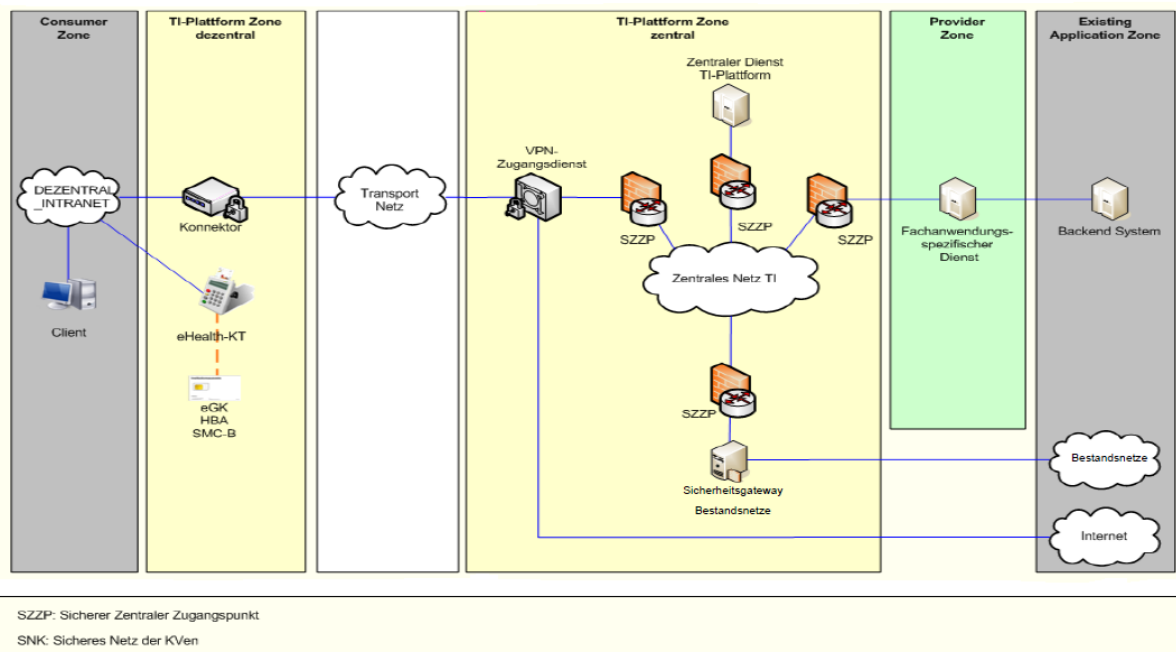 Consumer
Zone
TI-Plattform Zone
dezentral
TI-Plattform Zone
zentral
Provider
Zone
Existing
Application Zone
Zentraler Dienst
TI-Plattform
VPN-
Zugangsdienst
DEZENTRAL
_INTRANET
Konnektor
Transport
Netz
SZZP
SZZP
SZZP
Fachanwendungs-
spezifischer
Dienst
Backend System
Zentrales Netz TI
Client
eHealth-KT
eGK
HBA
SMC-B
SZZP
Sicherheitsgateway
Bestandsnetze
Bestandsnetze
Internet
SZZP: Sicherer Zentraler Zugangspunkt
SNK: Sicheres Netz der KVen